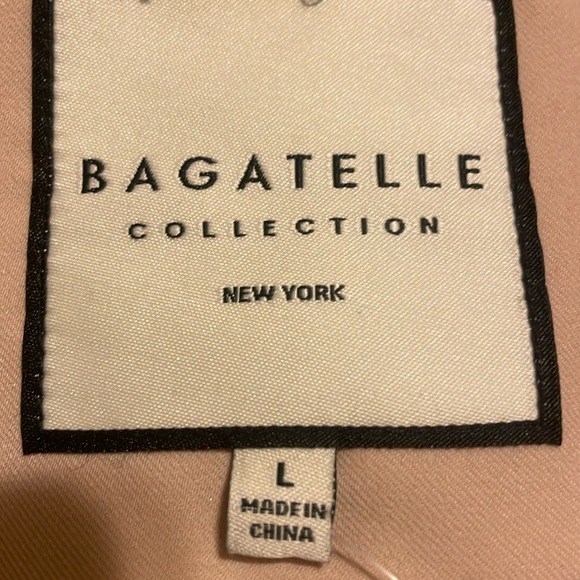 BAGATELLE
COLLECTION
NEW YORK
L
MADE IN
CHINA